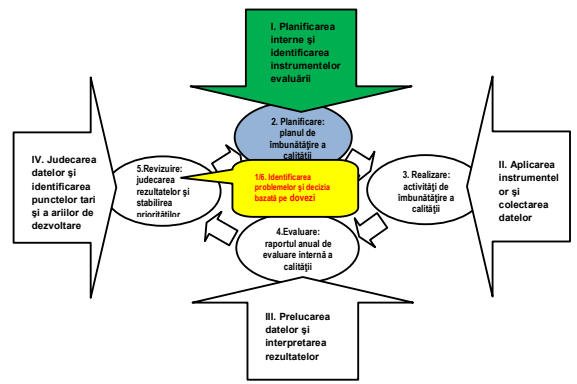 I. Planificarea
interne şi
identificarea
instrumentelor
evaluării
2. Planificare:
planul de
îmbunătăţire a
calităţii
IV. Judecarea
datelor şi
identificarea
punctelor tari
şi a ariilor de
dezvoltare
5.Revizuire:
judecarea
rezultatelor şi
stabilirea
priorităţilor
1/6. Identificarea
problemelor şi decizia
bazată pe dovezi
3. Realizare:
activităţi de
îmbunătăţire a
calităţii
II. Aplicarea
instrumentel
or şi
colectarea
datelor
4.Evaluare:
raportul anual de
evaluare internă a
calităţii
III. Prelucarea
datelor şi
interpretarea
rezultatelor